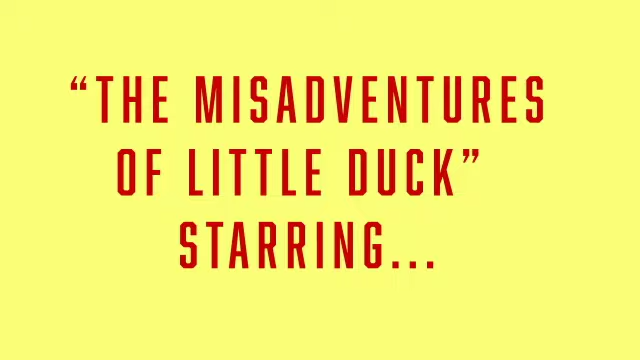 “THE MISADVENTURES
OF LITTLE DUCK”
STARRING...